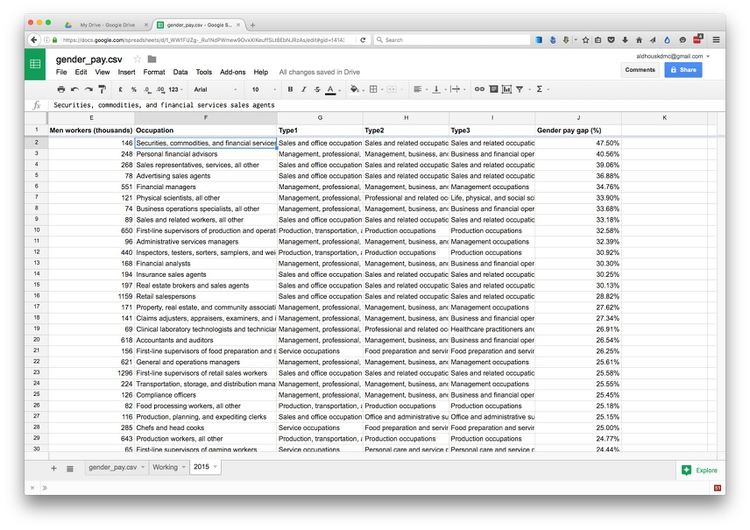 My Drive - Google Drive
gender_pay.csv - Google S...
Search
gender_pay.csv
File Edit View Insert Format Data Tools Add-ons Help All changes saved in Drive
aldhouskdmc@gmail.com
Comments Share
£ % .0 .00 123 Arial 10 B I S A
fx Securities, commodities, and financial services sales agents
E F G H I J K
1 Men workers (thousands) Occupation Type1 Type2 Type3 Gender pay gap (%)
2 146 Securities, commodities, and financial services Sales and office occupation Sales and related occupatic Sales and related occupatic 47.50%
3 248 Personal financial advisors Management, professional, Management, business, and Business and financial oper 40.56%
4 268 Sales representatives, services, all other Sales and office occupation Sales and related occupatic Sales and related occupatic 39.06%
5 78 Advertising sales agents Sales and office occupation Sales and related occupatic Sales and related occupatic 36.88%
6 551 Financial managers Management, professional, Management, business, and Management occupations 34.76%
7 121 Physical scientists, all other Management, professional, Professional and related oc Life, physical, and social sc 33.90%
8 74 Business operations specialists, all other Management, professional, Management, business, and Business and financial oper 33.68%
9 89 Sales and related workers, all other Sales and office occupation Sales and related occupatic Sales and related occupatic 33.18%
10 650 First-line supervisors of production and operat Production, transportation, a Production occupations Production occupations 32.58%
11 96 Administrative services managers Management, professional, Management, business, and Management occupations 32.39%
12 440 Inspectors, testers, sorters, samplers, and wei Production, transportation, a Production occupations Production occupations 30.92%
13 168 Financial analysts Management, professional, Management, business, and Business and financial oper 30.30%
14 194 Insurance sales agents Sales and office occupation Sales and related occupatic Sales and related occupatic 30.25%
15 197 Real estate brokers and sales agents Sales and office occupation Sales and related occupatic Sales and related occupatic 30.13%
16 1159 Retail salespersons Sales and office occupation Sales and related occupatic Sales and related occupatic 28.82%
17 171 Property, real estate, and community associati Management, professional, Management, business, and Management occupations 27.62%
18 141 Claims adjusters, appraisers, examiners, and i Management, professional, Management, business, and Business and financial oper 27.34%
19 69 Clinical laboratory technologists and technician Management, professional, Professional and related oc Healthcare practitioners and 26.91%
20 618 Accountants and auditors Management, professional, Management, business, and Business and financial oper 26.54%
21 156 First-line supervisors of food preparation and s Service occupations Food preparation and servir Food preparation and servir 26.25%
22 621 General and operations managers Management, professional, Management, business, and Management occupations 25.61%
23 1296 First-line supervisors of retail sales workers Sales and office occupation Sales and related occupatic Sales and related occupatic 25.58%
24 224 Transportation, storage, and distribution mana Management, professional, Management, business, and Management occupations 25.55%
25 126 Compliance officers Management, professional, Management, business, and Business and financial oper 25.45%
26 82 Food processing workers, all other Production, transportation, a Production occupations Production occupations 25.18%
27 116 Production, planning, and expediting clerks Sales and office occupation Office and administrative su Office and administrative su 25.15%
28 285 Chefs and head cooks Service occupations Food preparation and servir Food preparation and servir 25.00%
29 643 Production workers, all other Production, transportation, a Production occupations Production occupations 24.77%
30 65 First-line supervisors of gaming workers Service occupations Personal care and service c Personal care and service c 24.44%
gender_pay.csv Working 2015 Explore